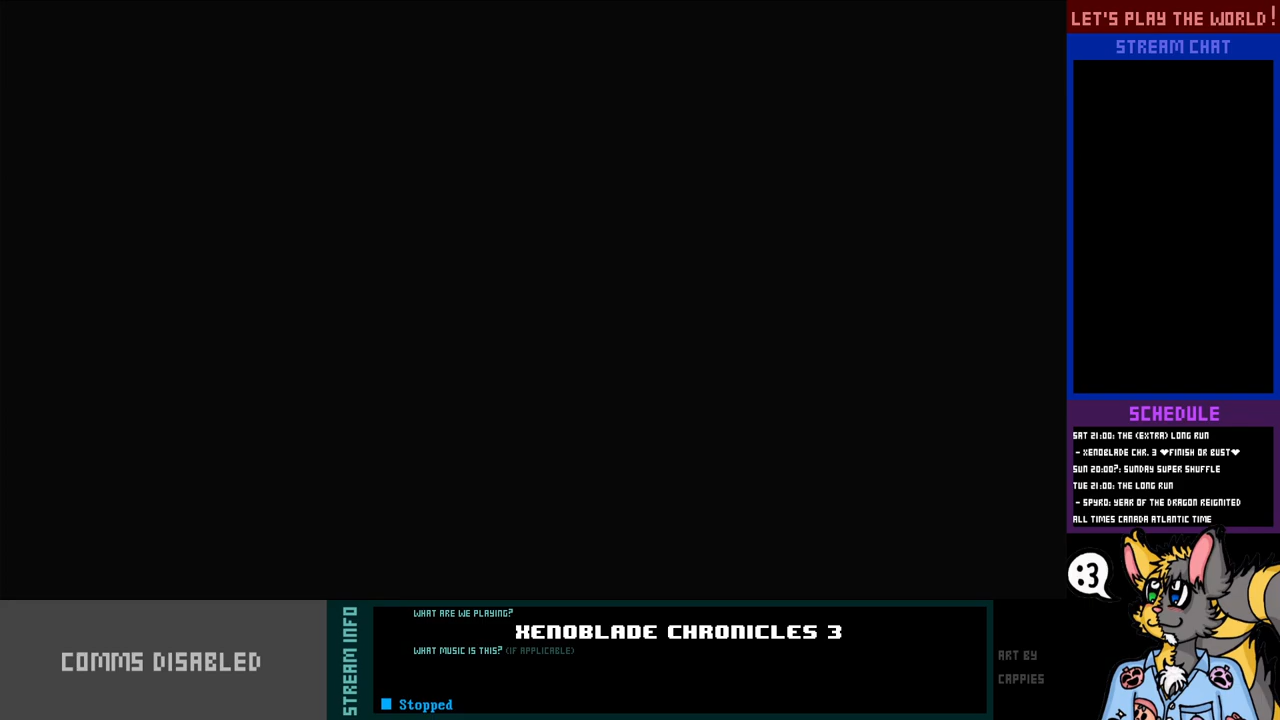 LET'S PLAY THE WORLD!
STREAM CHAT
SCHEDULE
SAT 21:00: THE (EXTRA) LONG RUN
- XENOBLADE CHR. 3 ❤FINISH OR BUST❤
SUN 20:00?: SUNDAY SUPER SHUFFLE
TUE 21:00: THE LONG RUN
- SPYRO: YEAR OF THE DRAGON REIGNITED
ALL TIMES CANADA ATLANTIC TIME
:3
COMMS DISABLED
STREAM INFO
WHAT ARE WE PLAYING?
XENOBLADE CHRONICLES 3
WHAT MUSIC IS THIS? (IF APPLICABLE)
Stopped
ART BY
CAPPIES